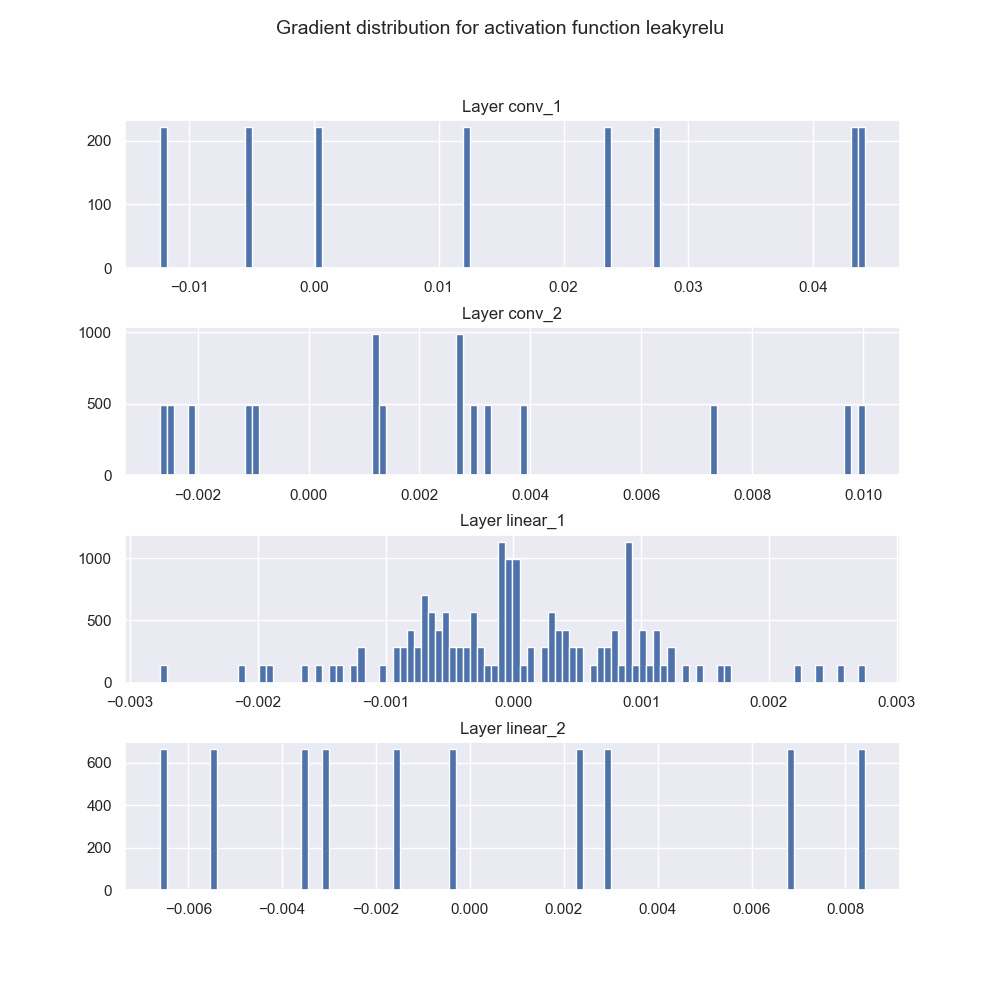 Gradient distribution for activation function leakyrelu
Layer conv_1
200
100
0
−0.01 0.00 0.01 0.02 0.03 0.04
Layer conv_2
1000
500
0
−0.002 0.000 0.002 0.004 0.006 0.008 0.010
Layer linear_1
1000
500
0
−0.003 −0.002 −0.001 0.000 0.001 0.002 0.003
Layer linear_2
600
400
200
0
−0.006 −0.004 −0.002 0.000 0.002 0.004 0.006 0.008